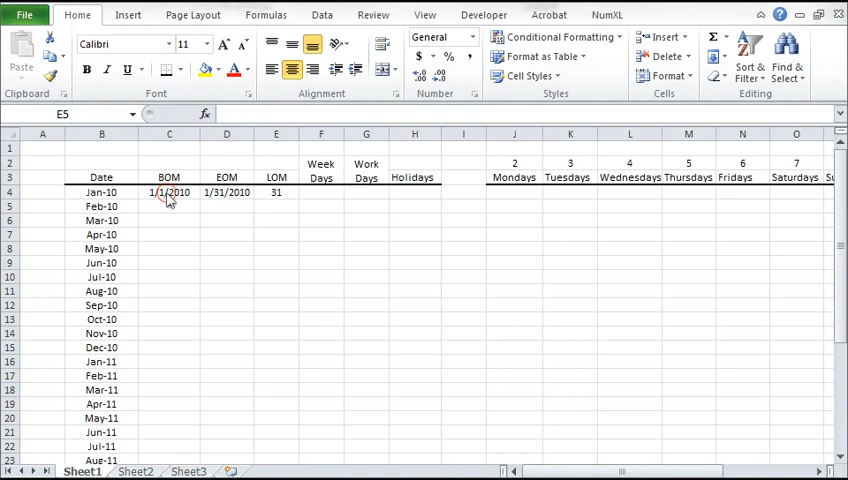 File Home Insert Page Layout Formulas Data Review View Developer Acrobat NumXL
Paste Calibri 11 A A B I U A General $ % , Conditional Formatting Format as Table Cell Styles Insert Delete Format Σ Sort & Filter Find & Select
Clipboard Font Alignment Number Styles Cells Editing
E5 fx
A B C D E F G H I J K L M N O
1
2 Week Work 2 3 4 5 6 7
3 Date BOM EOM LOM Days Days Holidays Mondays Tuesdays Wednesdays Thursdays Fridays Saturdays Su
4 Jan-10 1/1/2010 1/31/2010 31
5 Feb-10
6 Mar-10
7 Apr-10
8 May-10
9 Jun-10
10 Jul-10
11 Aug-10
12 Sep-10
13 Oct-10
14 Nov-10
15 Dec-10
16 Jan-11
17 Feb-11
18 Mar-11
19 Apr-11
20 May-11
21 Jun-11
22 Jul-11
23 Aug-11
Sheet1 Sheet2 Sheet3